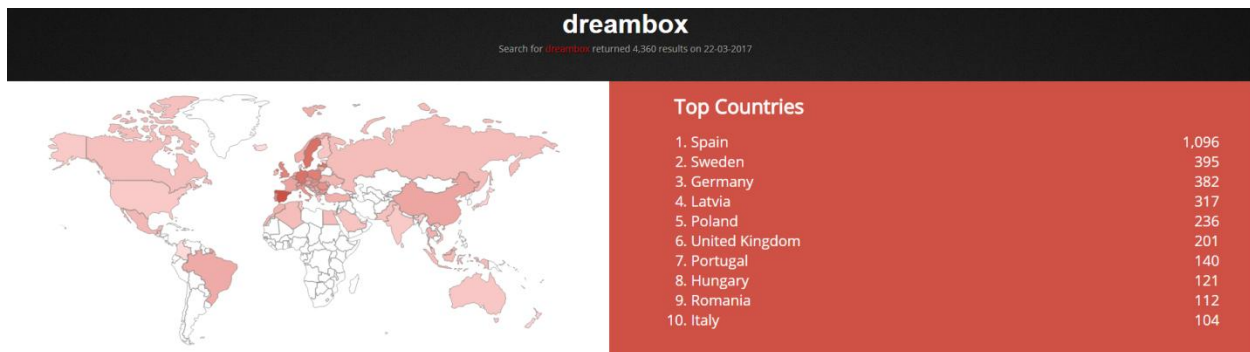 dreambox
Search for dreambox returned 4,360 results on 22-03-2017
Top Countries
1. Spain 1,096
2. Sweden 395
3. Germany 382
4. Latvia 317
5. Poland 236
6. United Kingdom 201
7. Portugal 140
8. Hungary 121
9. Romania 112
10. Italy 104